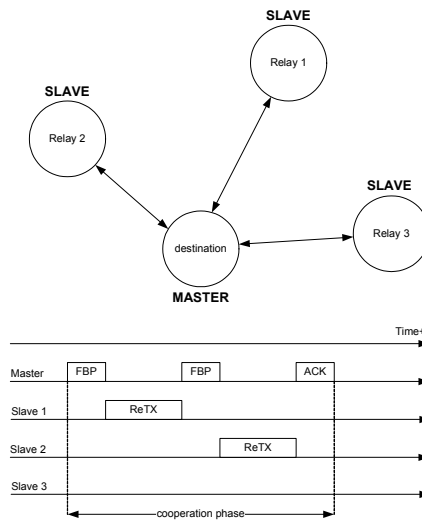 SLAVE
Relay 1
SLAVE
Relay 2
SLAVE
Relay 3
destination
MASTER
Time
Master FBP FBP ACK
Slave 1 ReTX
Slave 2 ReTX
Slave 3
cooperation phase